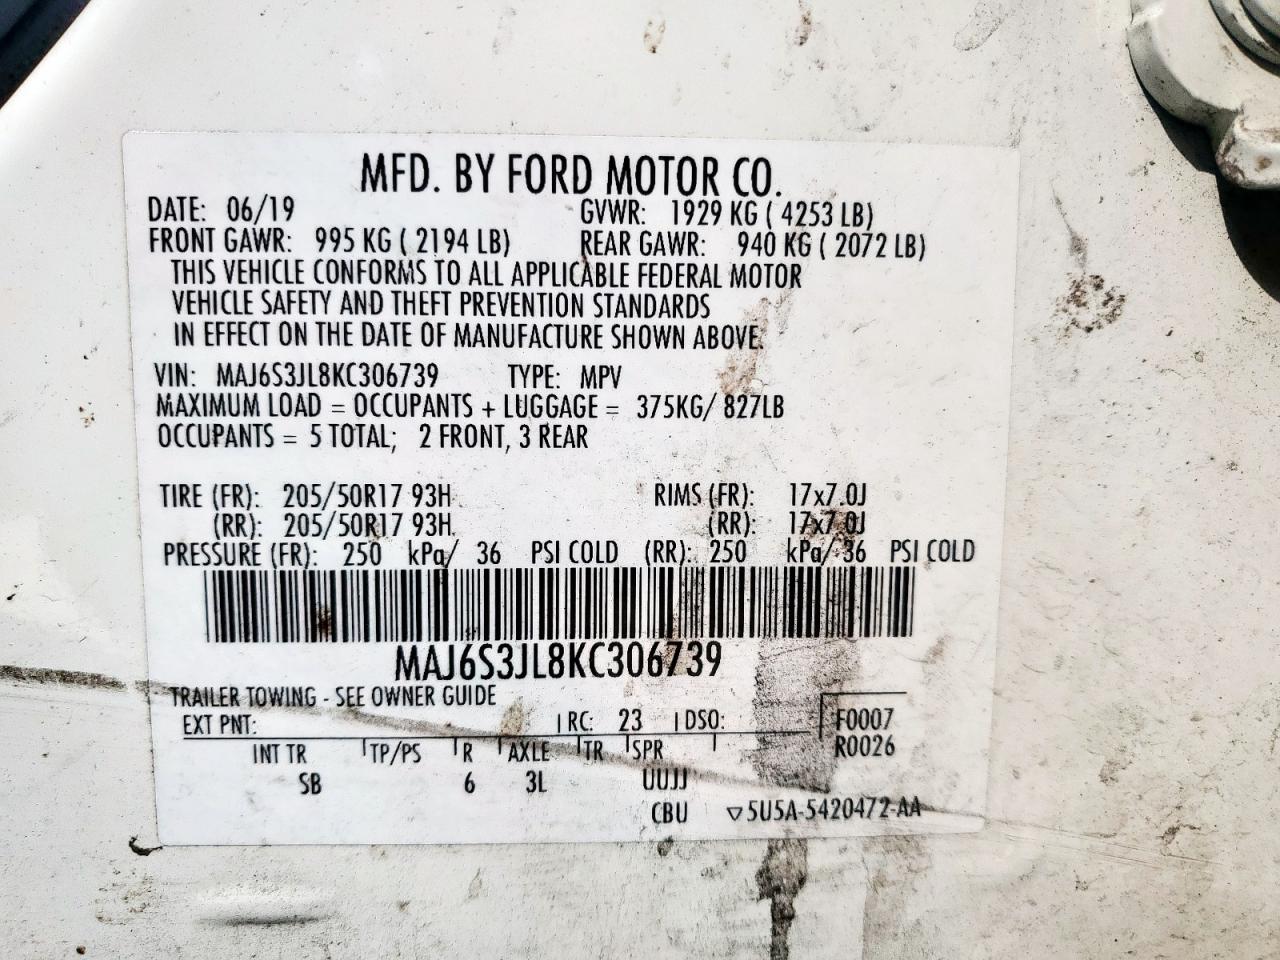 MFD. BY FORD MOTOR CO.
DATE: 06/19 GVWR: 1929 KG ( 4253 LB)
FRONT GAWR: 995 KG ( 2194 LB) REAR GAWR: 940 KG ( 2072 LB)
THIS VEHICLE CONFORMS TO ALL APPLICABLE FEDERAL MOTOR
VEHICLE SAFETY AND THEFT PREVENTION STANDARDS
IN EFFECT ON THE DATE OF MANUFACTURE SHOWN ABOVE.
VIN: MAJ6S3JL8KC306739 TYPE: MPV
MAXIMUM LOAD = OCCUPANTS + LUGGAGE = 375KG/ 827LB
OCCUPANTS = 5 TOTAL; 2 FRONT, 3 REAR
TIRE (FR): 205/50R17 93H RIMS (FR): 17x7.0J
(RR): 205/50R17 93H (RR): 17x7.0J
PRESSURE (FR): 250 kPa/ 36 PSI COLD (RR): 250 kPa/ 36 PSI COLD
MAJ6S3JL8KC306739
TRAILER TOWING - SEE OWNER GUIDE
EXT PNT: RC: 23 DSO: F0007
R0026
INT TR TP/PS R AXLE TR SPR
SB 6 3L UUJJ
CBU ▽5U5A-5420472-AA